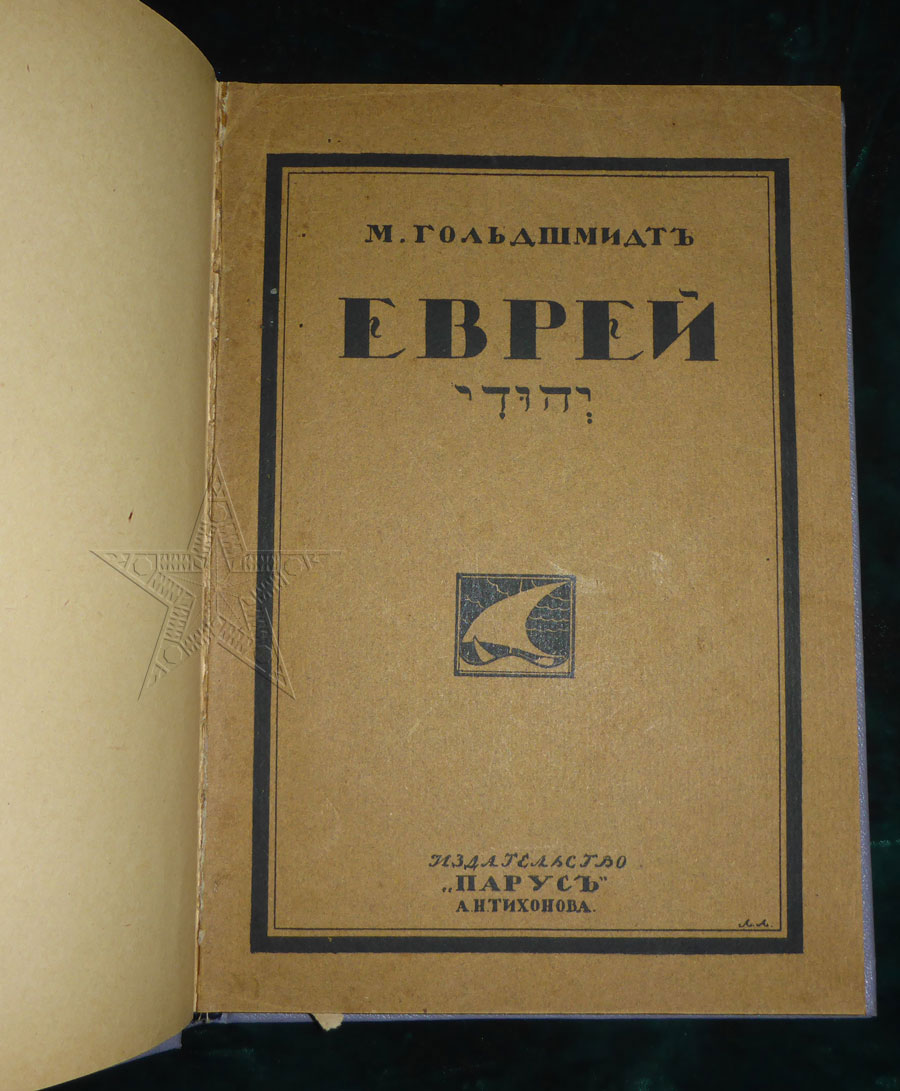 М. ГОЛЬДШМИДТЪ
ЕВРЕЙ
יְהוּדִי
ИЗДАТЕЛЬСТВО
„ПАРУСЪ"
А.Н.ТИХОНОВА.
Л.Л.